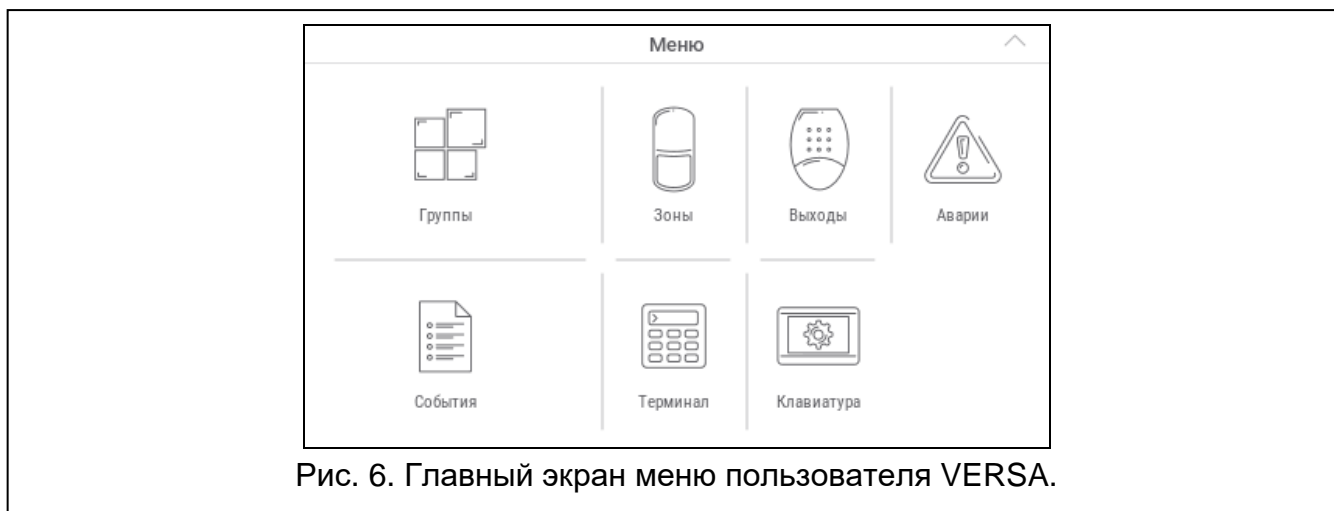 Меню
Группы
Зоны
Выходы
Аварии
События
Терминал
Клавиатура
Рис. 6. Главный экран меню пользователя VERSA.